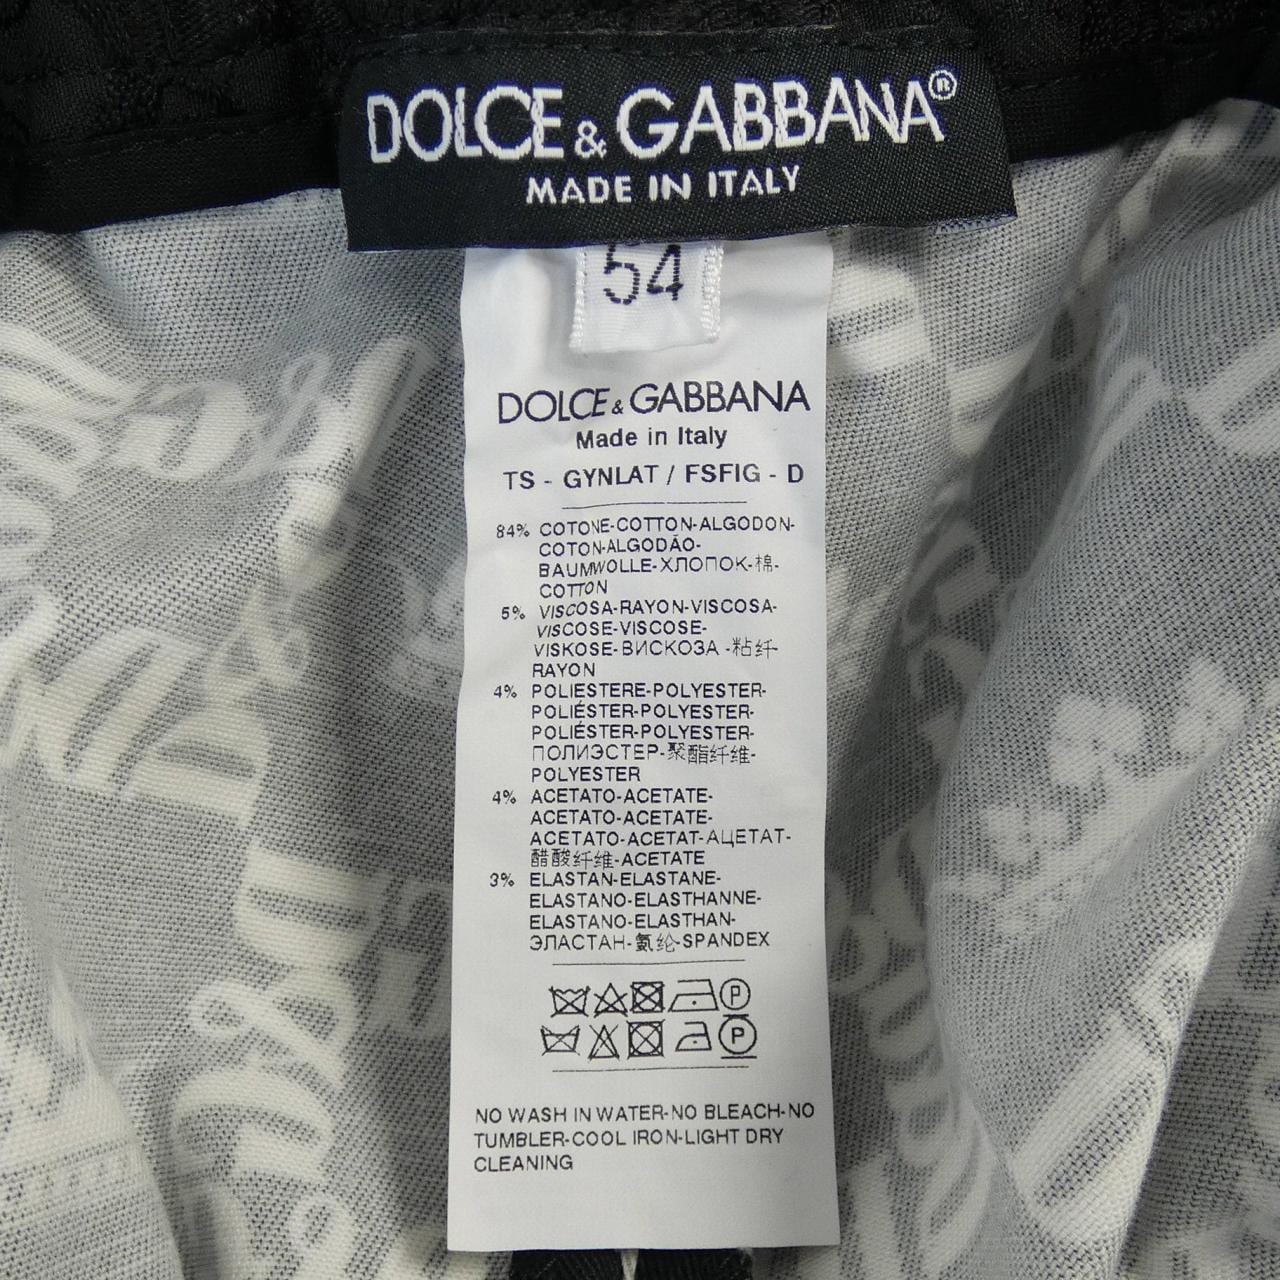 DOLCE & GABBANA®
MADE IN ITALY
54
DOLCE & GABBANA
Made in Italy
TS - GYNLAT / FSFIG - D
84% COTONE-COTTON-ALGODON-
COTON-ALGODÃO-
BAUMWOLLE-ХЛОПОК-棉-
COTTON
5% VISCOSA-RAYON-VISCOSA-
VISCOSE-VISCOSE-
VISKOSE-ВИСКОЗА -粘纤-
RAYON
4% POLIESTERE-POLYESTER-
POLIÉSTER-POLYESTER-
POLIÉSTER-POLYESTER-
ПОЛИЭСТЕР-聚酯纤维-
POLYESTER
4% ACETATO-ACETATE-
ACETATO-ACETATE-
ACETATO-ACETAT-АЦЕТАТ-
醋酸纤维-ACETATE
3% ELASTAN-ELASTANE-
ELASTANO-ELASTHANNE-
ELASTANO-ELASTHAN-
ЭЛАСТАН-氨纶-SPANDEX
P
P
NO WASH IN WATER-NO BLEACH-NO
TUMBLER-COOL IRON-LIGHT DRY
CLEANING